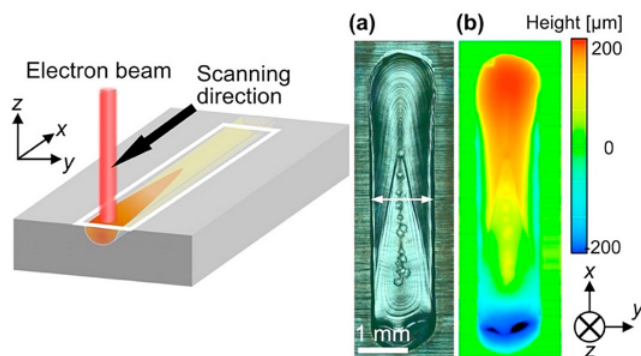 Electron beam
Scanning
direction
z
x
y
(a)
1 mm
(b)
Height [µm]
200
0
-200
x
y
z